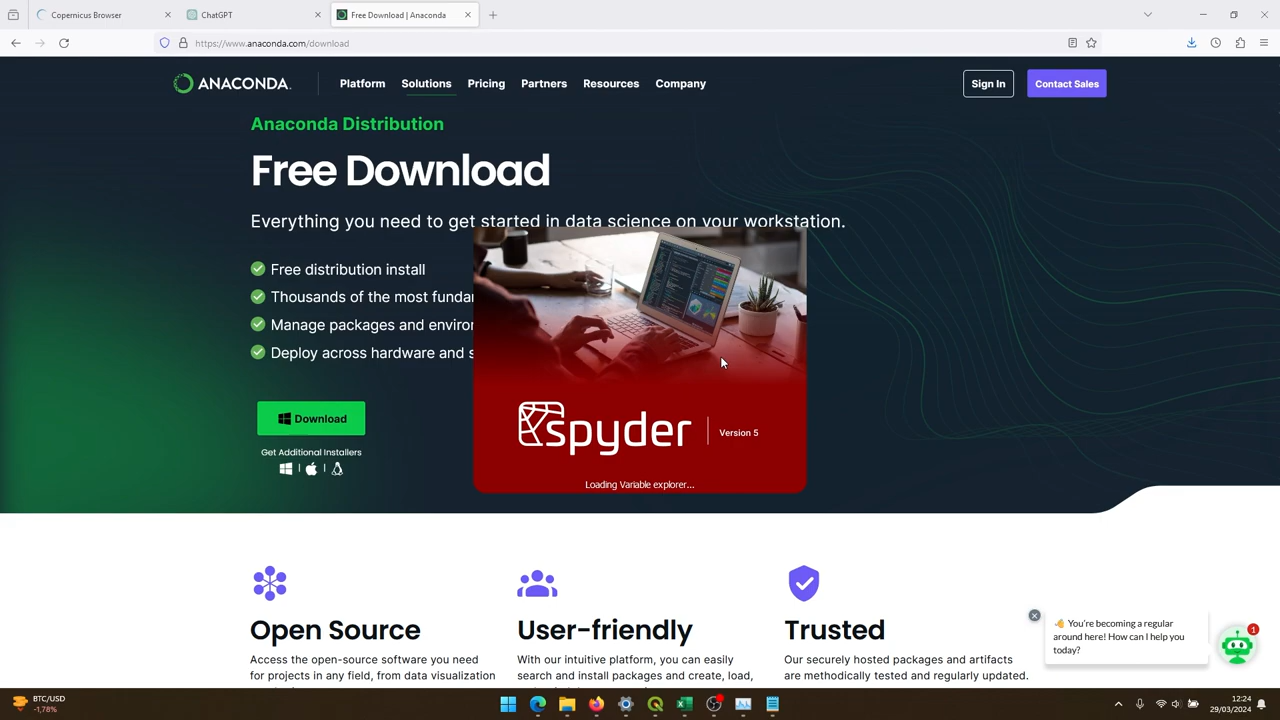 Copernicus Browser
ChatGPT
Free Download | Anaconda
https://www.anaconda.com/download
ANACONDA.
Platform
Solutions
Pricing
Partners
Resources
Company
Sign In
Contact Sales
Anaconda Distribution
Free Download
Everything you need to get started in data science on your workstation.
Free distribution install
Thousands of the most funda
Manage packages and enviro
Deploy across hardware and s
Download
Get Additional Installers
spyder
Version 5
Loading Variable explorer...
Open Source
Access the open-source software you need
for projects in any field, from data visualization
User-friendly
With our intuitive platform, you can easily
search and install packages and create, load,
Trusted
Our securely hosted packages and artifacts
are methodically tested and regularly updated.
You're becoming a regular
around here! How can I help you
today?
1
BTC/USD
-1,78%
12:24
29/03/2024